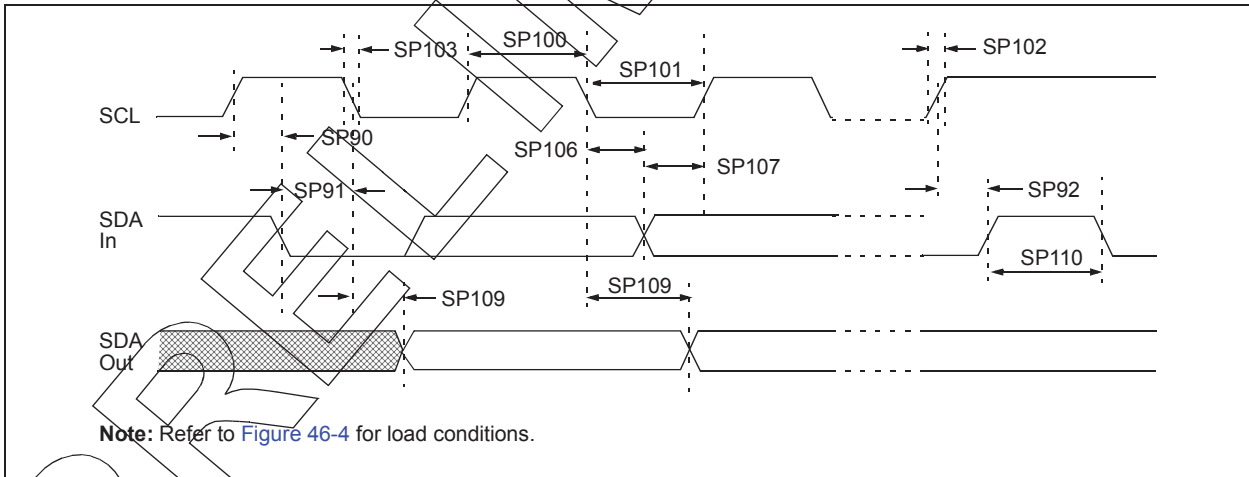 SP103
SP100
SP102
SP101
SCL
SP90
SP106
SP107
SP91
SP92
SDA
In
SP110
SP109
SP109
SDA
Out
Note: Refer to Figure 46-4 for load conditions.